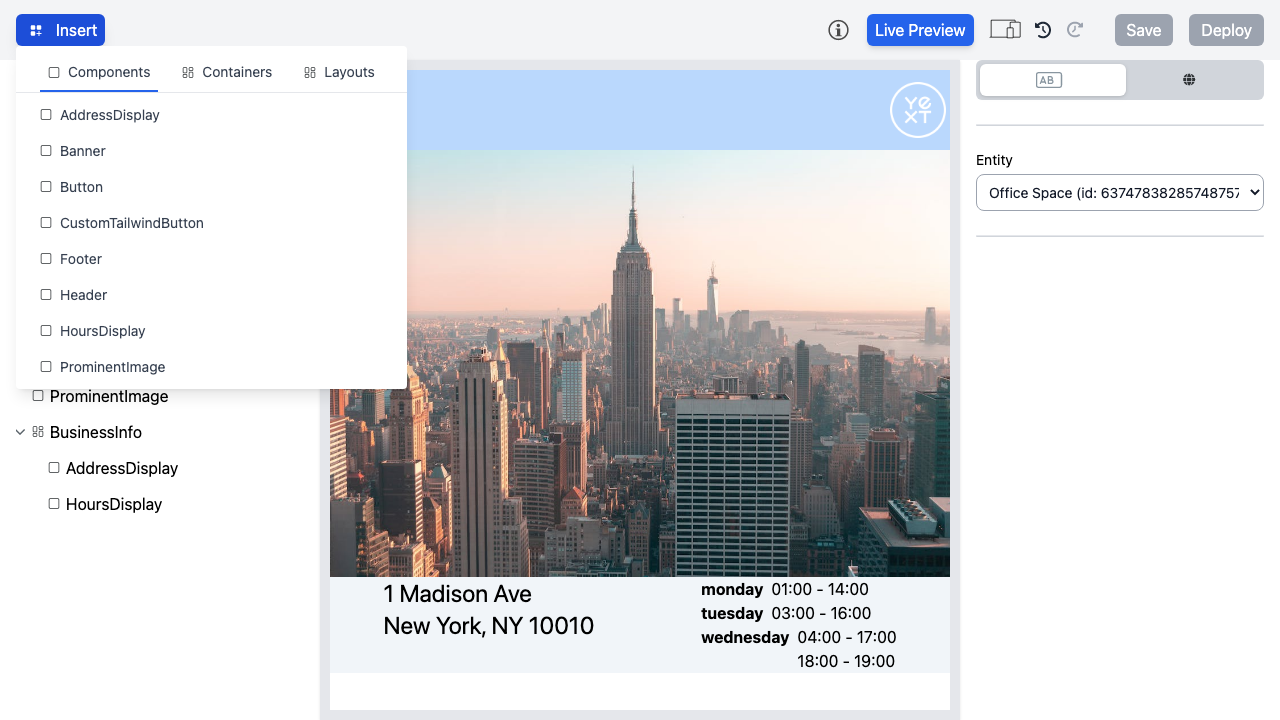 Insert
Live Preview
Save
Deploy
Components
Containers
Layouts
AddressDisplay
Banner
Button
CustomTailwindButton
Footer
Header
HoursDisplay
ProminentImage
ProminentImage
BusinessInfo
AddressDisplay
HoursDisplay
YEXT
1 Madison Ave
New York, NY 10010
monday 01:00 - 14:00
tuesday 03:00 - 16:00
wednesday 04:00 - 17:00
18:00 - 19:00
AB
Entity
Office Space (id: 63747838285748757